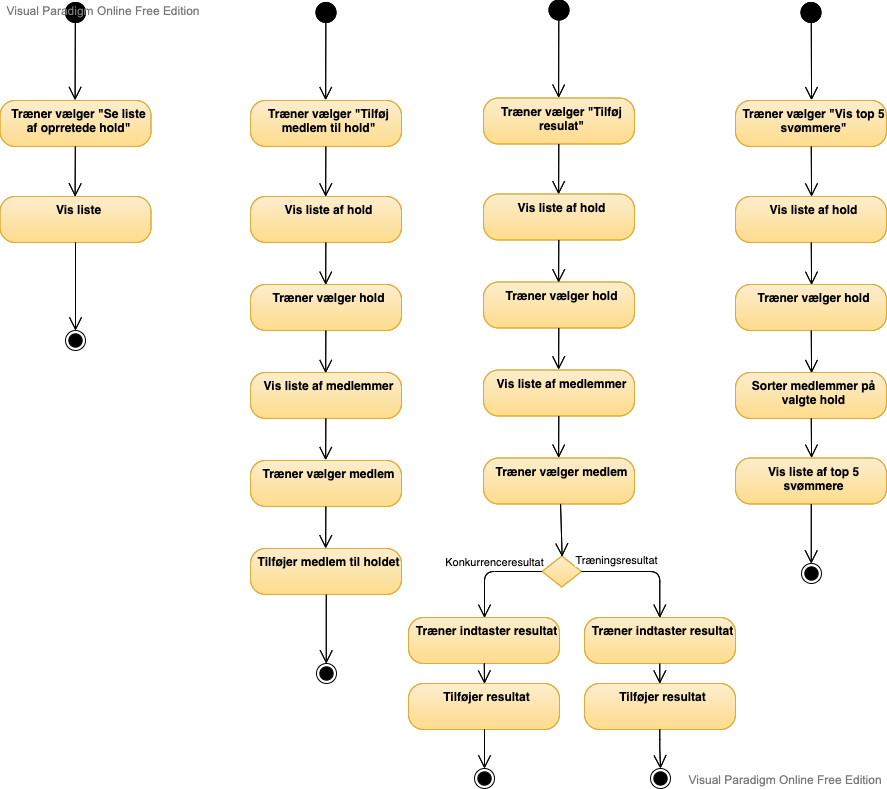 Visual Paradigm Online Free Edition
Træner vælger "Se liste
af oprretede hold"
Vis liste
Træner vælger "Tilføj
medlem til hold"
Vis liste af hold
Træner vælger hold
Vis liste af medlemmer
Træner vælger medlem
Tilføjer medlem til holdet
Træner vælger "Tilføj
resulat"
Vis liste af hold
Træner vælger hold
Vis liste af medlemmer
Træner vælger medlem
Konkurrenceresultat
Træningsresultat
Træner indtaster resultat
Tilføjer resultat
Træner indtaster resultat
Tilføjer resultat
Træner vælger "Vis top 5
svømmere"
Vis liste af hold
Træner vælger hold
Sorter medlemmer på
valgte hold
Vis liste af top 5
svømmere
Visual Paradigm Online Free Edition